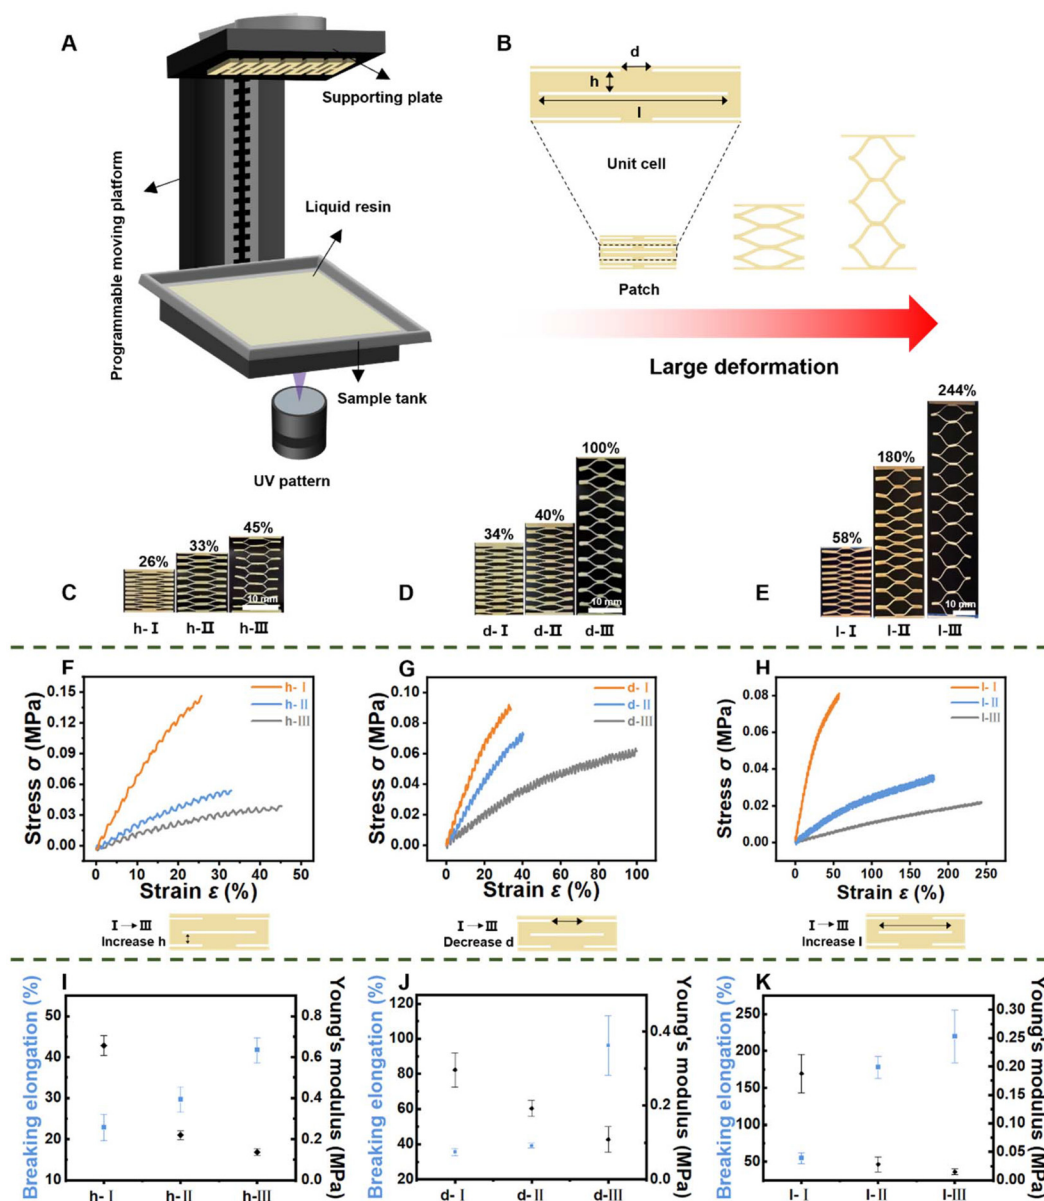 A
Supporting plate
Programmable moving platform
Liquid resin
Sample tank
UV pattern
B
d
h
l
Unit cell
Patch
Large deformation
C
26%
33%
45%
10 mm
h-Ⅰ
h-Ⅱ
h-Ⅲ
D
34%
40%
100%
10 mm
d-Ⅰ
d-Ⅱ
d-Ⅲ
E
58%
180%
244%
10 mm
l-Ⅰ
l-Ⅱ
l-Ⅲ
F
Stress σ (MPa)
0.15
0.12
0.09
0.06
0.03
0.00
h-Ⅰ
h-Ⅱ
h-Ⅲ
0 10 20 30 40 50
Strain ε (%)
Ⅰ→Ⅲ
Increase h
G
Stress σ (MPa)
0.10
0.08
0.06
0.04
0.02
0.00
d-Ⅰ
d-Ⅱ
d-Ⅲ
0 20 40 60 80 100
Strain ε (%)
Ⅰ→Ⅲ
Decrease d
H
Stress σ (MPa)
0.08
0.06
0.04
0.02
0.00
l-Ⅰ
l-Ⅱ
l-Ⅲ
0 50 100 150 200 250
Strain ε (%)
Ⅰ→Ⅲ
Increase l
I
Breaking elongation (%)
50
40
30
20
10
Young's modulus (MPa)
0.8
0.6
0.4
0.2
0.0
h-Ⅰ h-Ⅱ h-Ⅲ
J
Breaking elongation (%)
120
100
80
60
40
20
Young's modulus (MPa)
0.4
0.2
0.0
d-Ⅰ d-Ⅱ d-Ⅲ
K
Breaking elongation (%)
250
200
150
100
50
Young's modulus (MPa)
0.30
0.25
0.20
0.15
0.10
0.05
0.00
l-Ⅰ l-Ⅱ l-Ⅲ